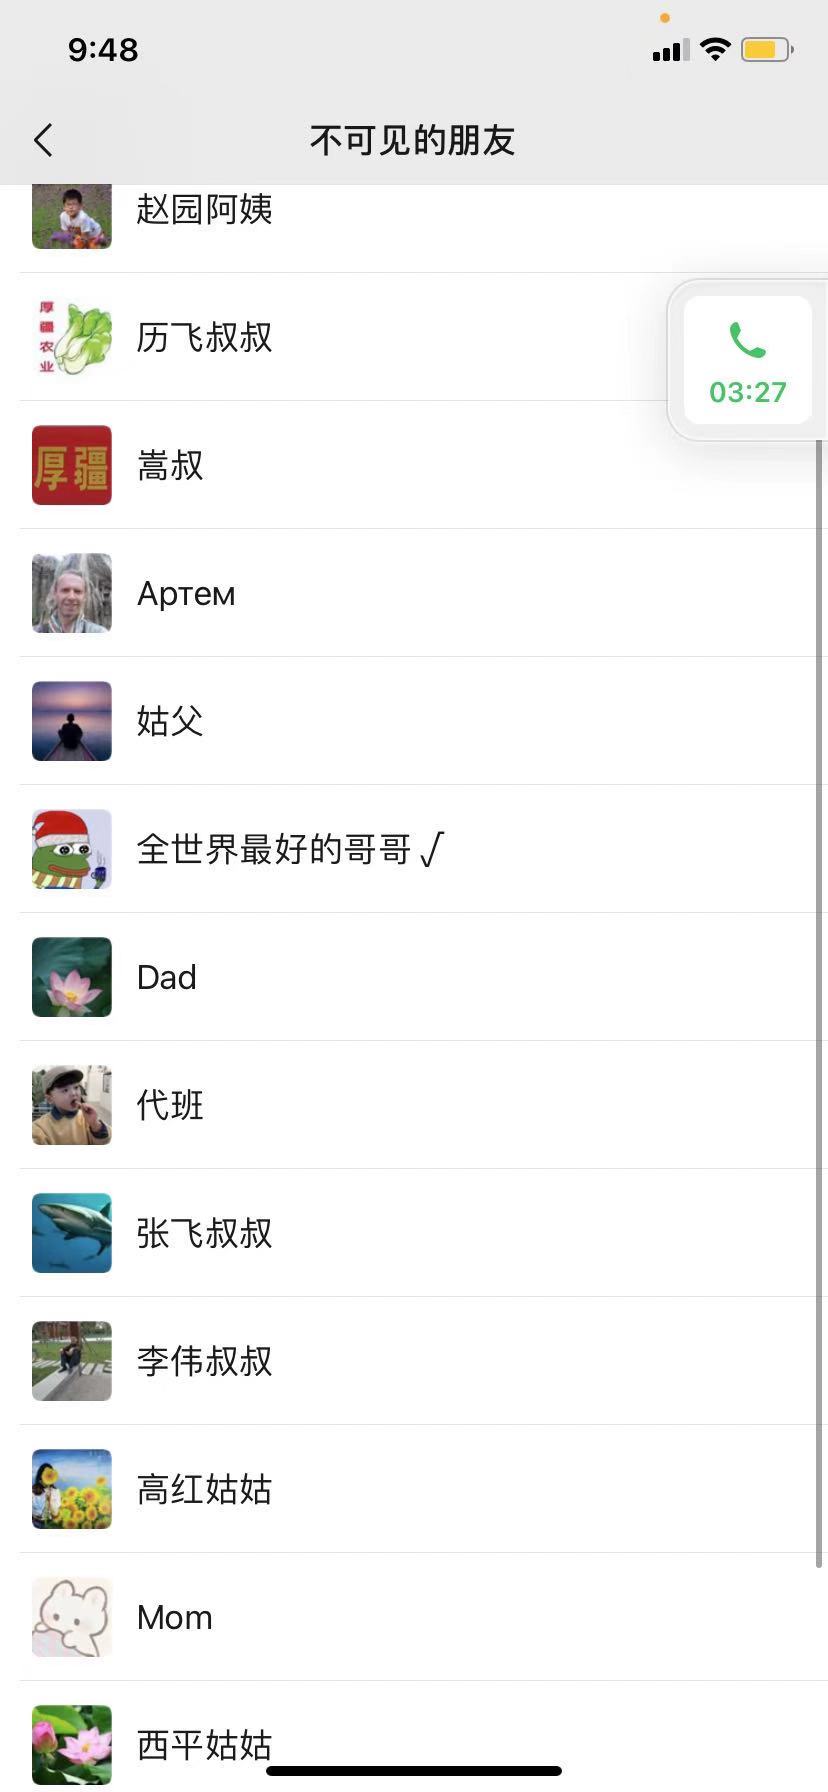 9:48
不可见的朋友
赵园阿姨
厚疆农业
历飞叔叔
03:27
厚疆
嵩叔
Артем
姑父
全世界最好的哥哥√
Dad
代班
张飞叔叔
李伟叔叔
高红姑姑
Mom
西平姑姑